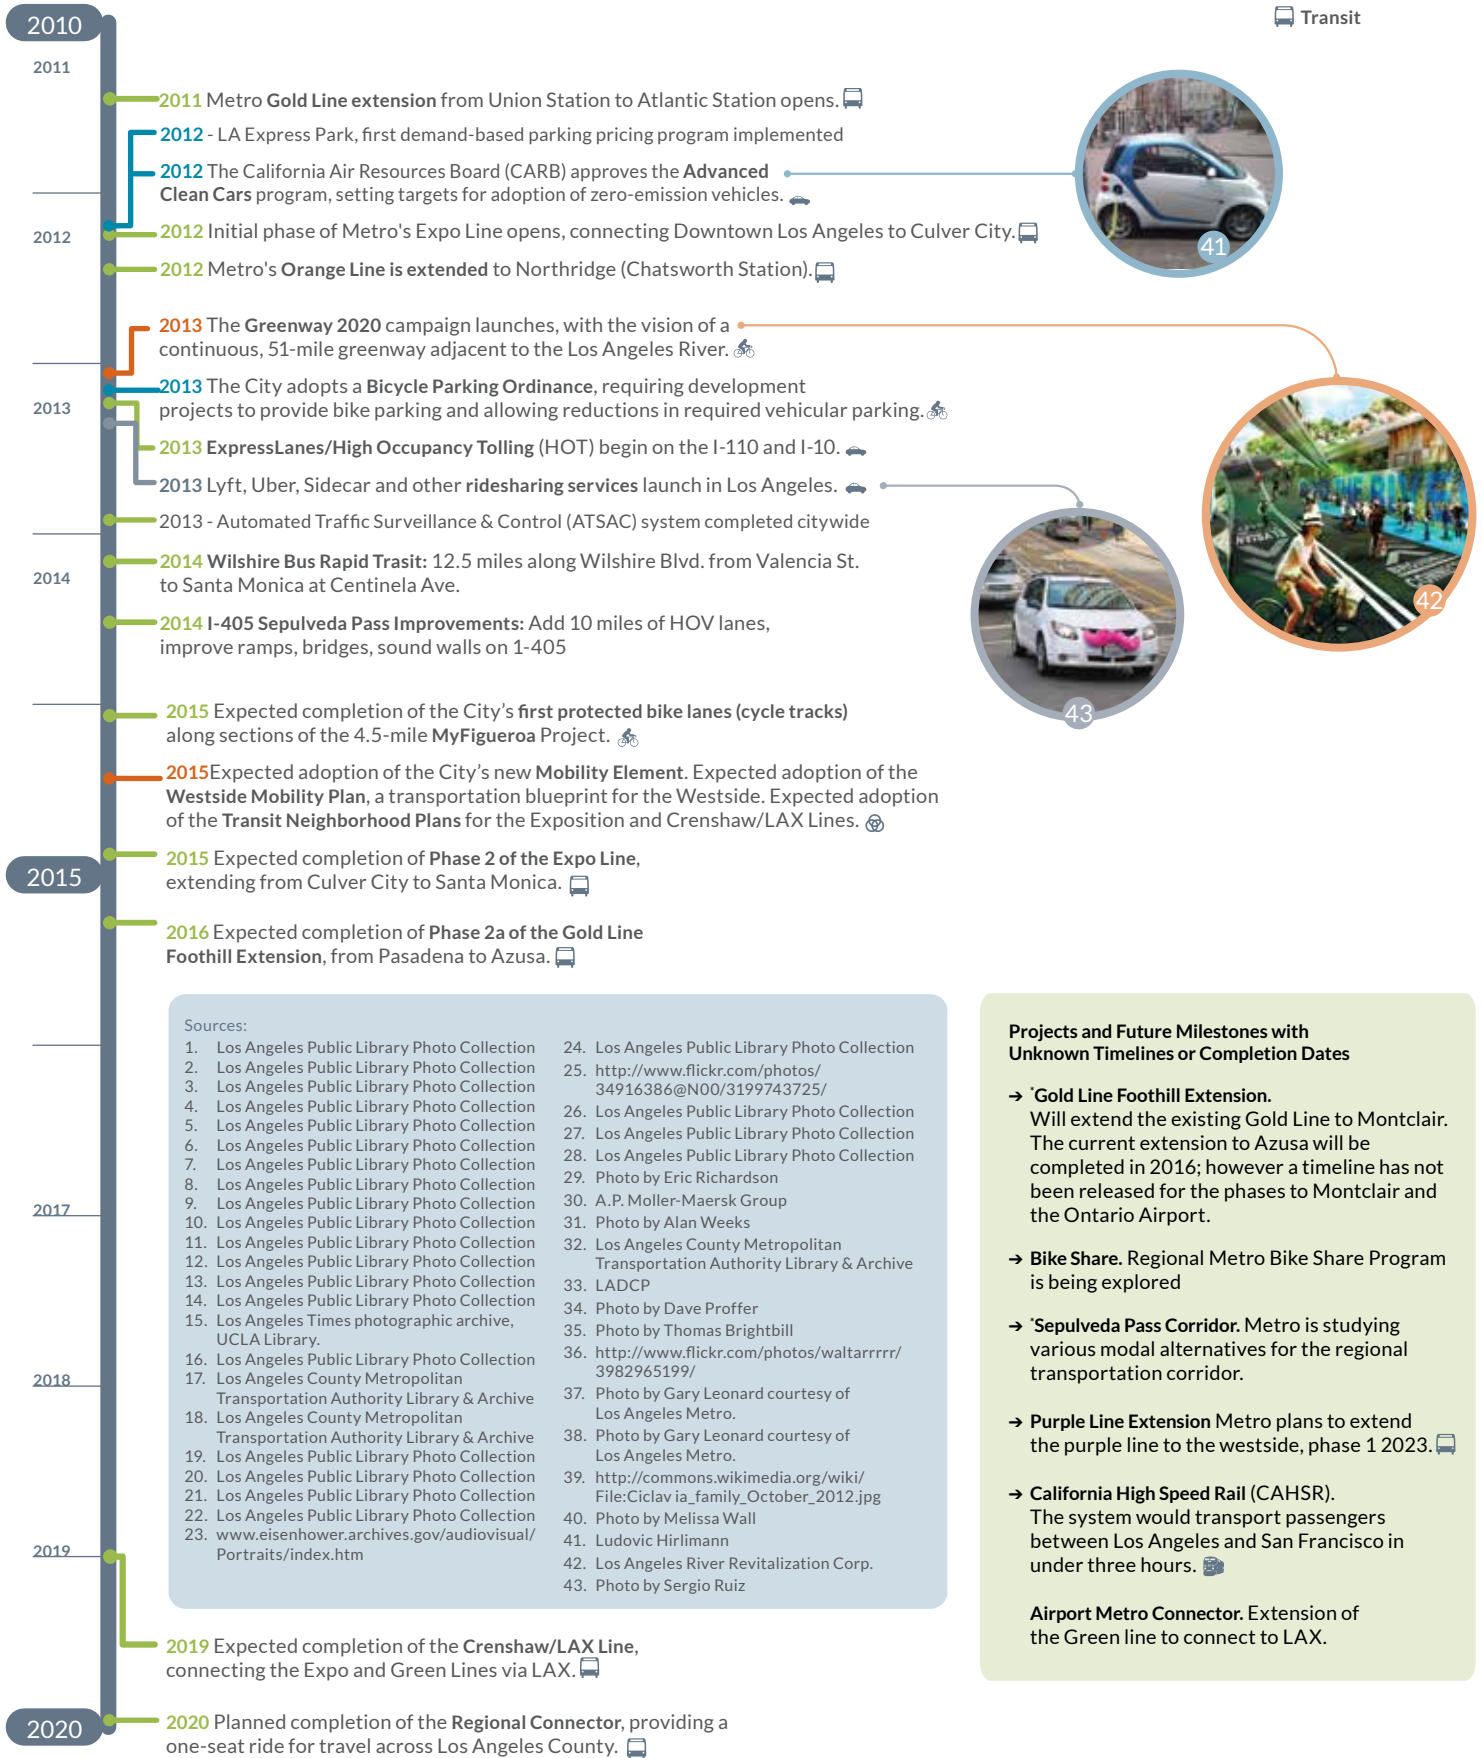 2010
Transit
2011
2011 Metro Gold Line extension from Union Station to Atlantic Station opens.
2012 - LA Express Park, first demand-based parking pricing program implemented
2012 The California Air Resources Board (CARB) approves the Advanced
Clean Cars program, setting targets for adoption of zero-emission vehicles.
41
2012
2012 Initial phase of Metro's Expo Line opens, connecting Downtown Los Angeles to Culver City.
2012 Metro's Orange Line is extended to Northridge (Chatsworth Station).
2013 The Greenway 2020 campaign launches, with the vision of a
continuous, 51-mile greenway adjacent to the Los Angeles River.
2013
2013 The City adopts a Bicycle Parking Ordinance, requiring development
projects to provide bike parking and allowing reductions in required vehicular parking.
2013 ExpressLanes/High Occupancy Tolling (HOT) begin on the I-110 and I-10.
2013 Lyft, Uber, Sidecar and other ridesharing services launch in Los Angeles.
2013 - Automated Traffic Surveillance & Control (ATSAC) system completed citywide
2014
2014 Wilshire Bus Rapid Trasit: 12.5 miles along Wilshire Blvd. from Valencia St.
to Santa Monica at Centinela Ave.
42
2014 I-405 Sepulveda Pass Improvements: Add 10 miles of HOV lanes,
improve ramps, bridges, sound walls on 1-405
43
2015 Expected completion of the City's first protected bike lanes (cycle tracks)
along sections of the 4.5-mile MyFigueroa Project.
2015Expected adoption of the City's new Mobility Element. Expected adoption of the
Westside Mobility Plan, a transportation blueprint for the Westside. Expected adoption
of the Transit Neighborhood Plans for the Exposition and Crenshaw/LAX Lines.
2015
2015 Expected completion of Phase 2 of the Expo Line,
extending from Culver City to Santa Monica.
2016 Expected completion of Phase 2a of the Gold Line
Foothill Extension, from Pasadena to Azusa.
Sources:
1. Los Angeles Public Library Photo Collection
2. Los Angeles Public Library Photo Collection
3. Los Angeles Public Library Photo Collection
4. Los Angeles Public Library Photo Collection
5. Los Angeles Public Library Photo Collection
6. Los Angeles Public Library Photo Collection
7. Los Angeles Public Library Photo Collection
8. Los Angeles Public Library Photo Collection
9. Los Angeles Public Library Photo Collection
10. Los Angeles Public Library Photo Collection
11. Los Angeles Public Library Photo Collection
12. Los Angeles Public Library Photo Collection
13. Los Angeles Public Library Photo Collection
14. Los Angeles Public Library Photo Collection
15. Los Angeles Times photographic archive,
UCLA Library.
16. Los Angeles Public Library Photo Collection
17. Los Angeles County Metropolitan
Transportation Authority Library & Archive
18. Los Angeles County Metropolitan
Transportation Authority Library & Archive
19. Los Angeles Public Library Photo Collection
20. Los Angeles Public Library Photo Collection
21. Los Angeles Public Library Photo Collection
22. Los Angeles Public Library Photo Collection
23. www.eisenhower.archives.gov/audiovisual/
Portraits/index.htm
24. Los Angeles Public Library Photo Collection
25. http://www.flickr.com/photos/
34916386@N00/3199743725/
26. Los Angeles Public Library Photo Collection
27. Los Angeles Public Library Photo Collection
28. Los Angeles Public Library Photo Collection
29. Photo by Eric Richardson
30. A.P. Moller-Maersk Group
31. Photo by Alan Weeks
32. Los Angeles County Metropolitan
Transportation Authority Library & Archive
33. LADCP
34. Photo by Dave Proffer
35. Photo by Thomas Brightbill
36. http://www.flickr.com/photos/waltarrrrr/
3982965199/
37. Photo by Gary Leonard courtesy of
Los Angeles Metro.
38. Photo by Gary Leonard courtesy of
Los Angeles Metro.
39. http://commons.wikimedia.org/wiki/
File:Ciclav ia_family_October_2012.jpg
40. Photo by Melissa Wall
41. Ludovic Hirlimann
42. Los Angeles River Revitalization Corp.
43. Photo by Sergio Ruiz
Projects and Future Milestones with
Unknown Timelines or Completion Dates
➔ *Gold Line Foothill Extension.
Will extend the existing Gold Line to Montclair.
The current extension to Azusa will be
completed in 2016; however a timeline has not
been released for the phases to Montclair and
the Ontario Airport.
➔ Bike Share. Regional Metro Bike Share Program
is being explored
➔ *Sepulveda Pass Corridor. Metro is studying
various modal alternatives for the regional
transportation corridor.
➔ Purple Line Extension Metro plans to extend
the purple line to the westside, phase 1 2023.
➔ California High Speed Rail (CAHSR).
The system would transport passengers
between Los Angeles and San Francisco in
under three hours.
Airport Metro Connector. Extension of
the Green line to connect to LAX.
2017
2018
2019
2019 Expected completion of the Crenshaw/LAX Line,
connecting the Expo and Green Lines via LAX.
2020
2020 Planned completion of the Regional Connector, providing a
one-seat ride for travel across Los Angeles County.